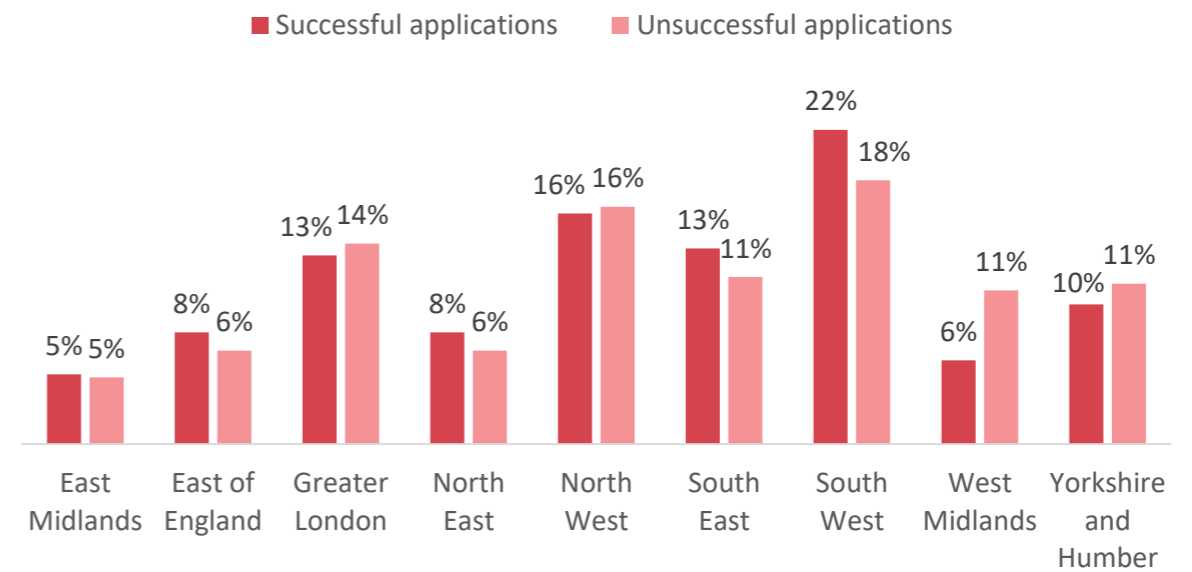 Successful applications Unsuccessful applications
22%
18%
16% 16%
13% 14%
13%
11%
11%
11%
10%
8%
6%
8%
6%
6%
5% 5%
East Midlands
East of England
Greater London
North East
North West
South East
South West
West Midlands
Yorkshire and Humber